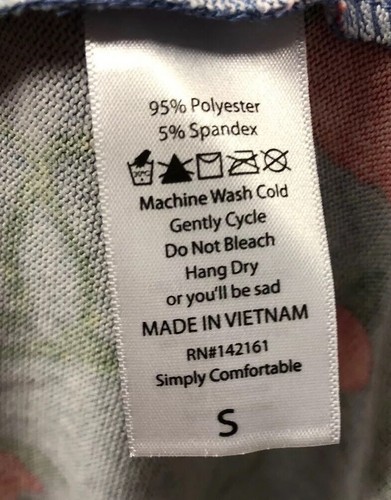 95% Polyester
5% Spandex
Machine Wash Cold
Gently Cycle
Do Not Bleach
Hang Dry
or you'll be sad
MADE IN VIETNAM
RN#142161
Simply Comfortable
S